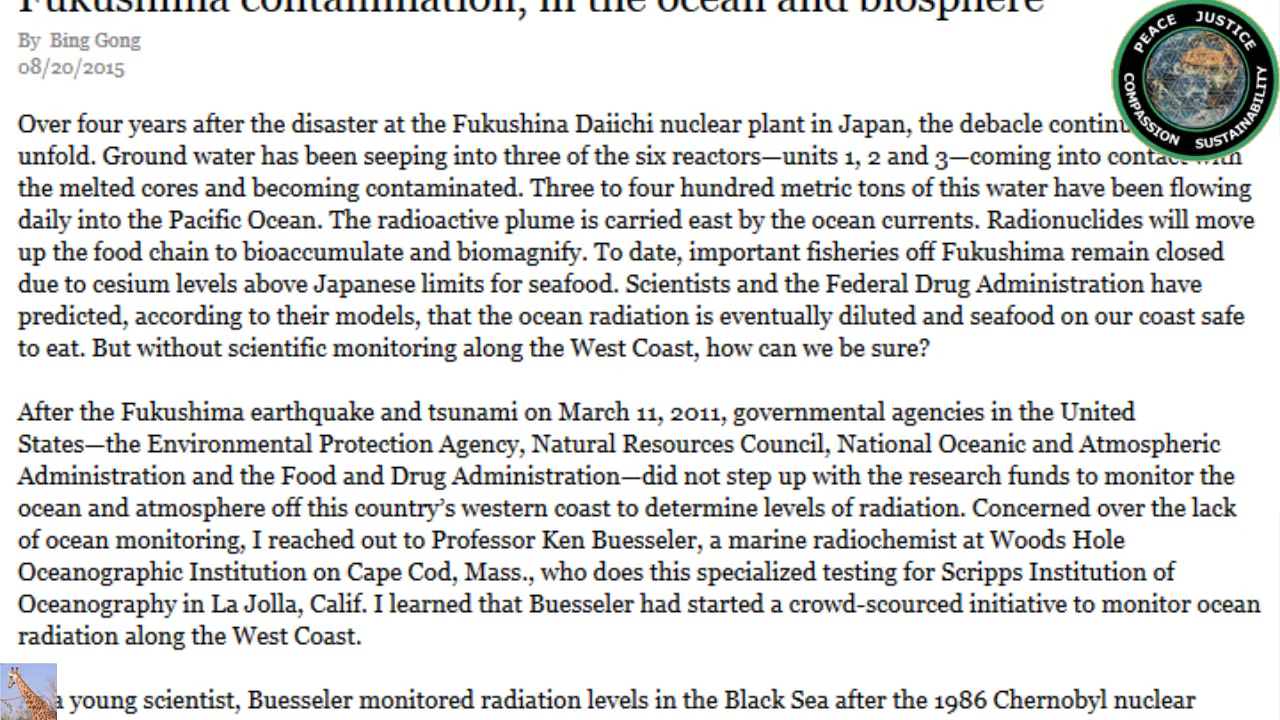 Fukushima contamination, in the ocean and biosphere
By Bing Gong
08/20/2015
PEACE JUSTICE
COMPASSION SUSTAINABILITY
Over four years after the disaster at the Fukushina Daiichi nuclear plant in Japan, the debacle continu
unfold. Ground water has been seeping into three of the six reactors—units 1, 2 and 3—coming into contact with
the melted cores and becoming contaminated. Three to four hundred metric tons of this water have been flowing
daily into the Pacific Ocean. The radioactive plume is carried east by the ocean currents. Radionuclides will move
up the food chain to bioaccumulate and biomagnify. To date, important fisheries off Fukushima remain closed
due to cesium levels above Japanese limits for seafood. Scientists and the Federal Drug Administration have
predicted, according to their models, that the ocean radiation is eventually diluted and seafood on our coast safe
to eat. But without scientific monitoring along the West Coast, how can we be sure?
After the Fukushima earthquake and tsunami on March 11, 2011, governmental agencies in the United
States—the Environmental Protection Agency, Natural Resources Council, National Oceanic and Atmospheric
Administration and the Food and Drug Administration—did not step up with the research funds to monitor the
ocean and atmosphere off this country’s western coast to determine levels of radiation. Concerned over the lack
of ocean monitoring, I reached out to Professor Ken Buesseler, a marine radiochemist at Woods Hole
Oceanographic Institution on Cape Cod, Mass., who does this specialized testing for Scripps Institution of
Oceanography in La Jolla, Calif. I learned that Buesseler had started a crowd-scourced initiative to monitor ocean
radiation along the West Coast.
a young scientist, Buesseler monitored radiation levels in the Black Sea after the 1986 Chernobyl nuclear